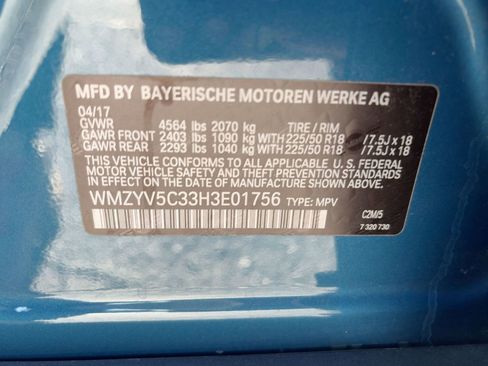 MFD BY BAYERISCHE MOTOREN WERKE AG
04/17
GVWR 4564 lbs 2070 kg TIRE / RIM
GAWR FRONT 2403 lbs 1090 kg WITH 225/50 R18 /7.5J x 18
GAWR REAR 2293 lbs 1040 kg WITH 225/50 R18 /7.5J x 18
THIS VEHICLE CONFORMS TO ALL APPLICABLE U. S. FEDERAL
MOTOR VEHICLE SAFETY AND THEFT PREVENTION STANDARDS
IN EFFECT ON THE DATE OF MANUFACTURE SHOWN ABOVE.
WMZYV5C33H3E01756 TYPE: MPV
C2M/5
7 320 730